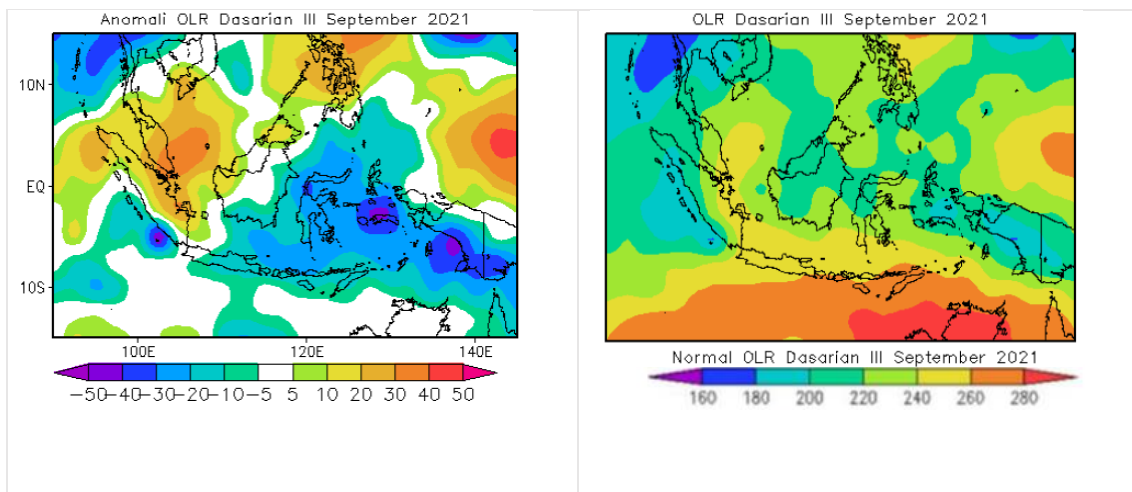 Anomali OLR Dasarian III September 2021
10N
EQ
10S
100E 120E 140E
−50 −40 −30 −20 −10 −5 5 10 20 30 40 50
OLR Dasarian III September 2021
Normal OLR Dasarian III September 2021
160 180 200 220 240 260 280